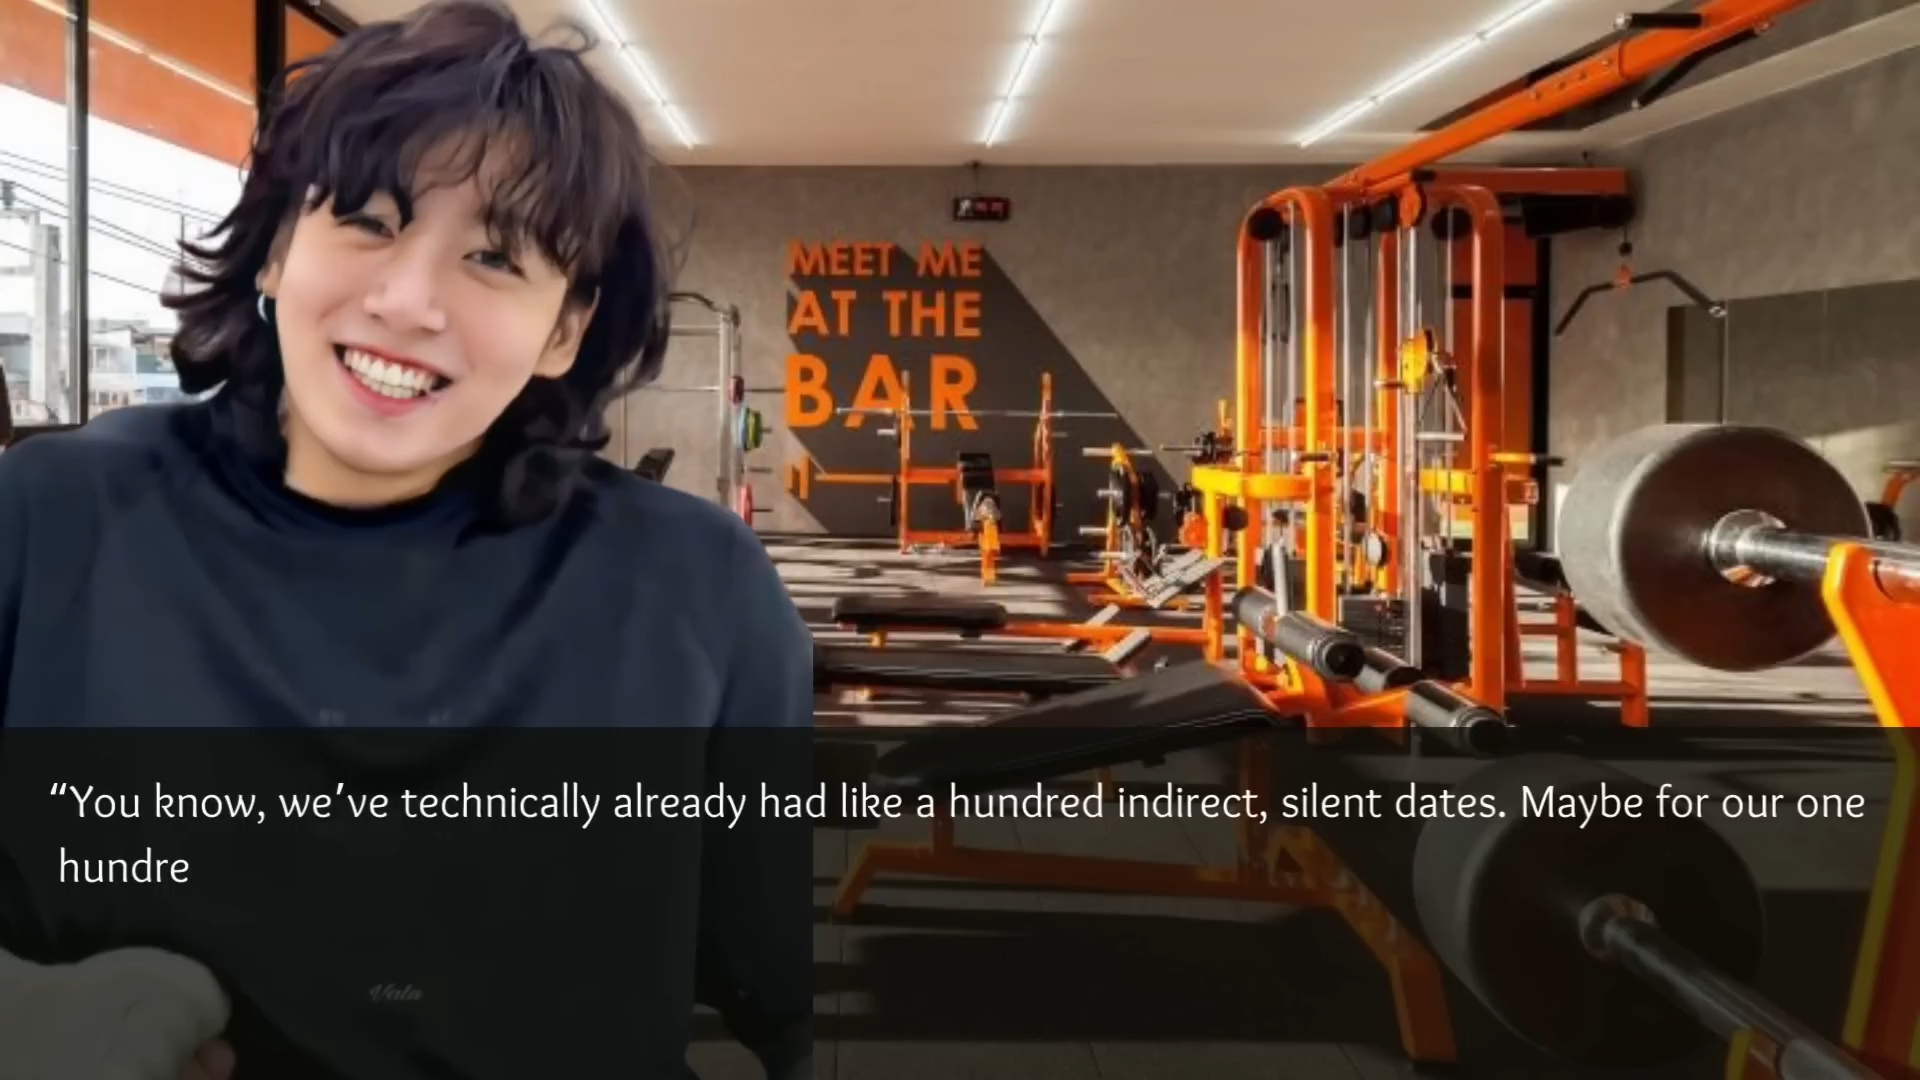 MEET ME
AT THE
BAR
“You know, we’ve technically already had like a hundred indirect, silent dates. Maybe for our one
hundre